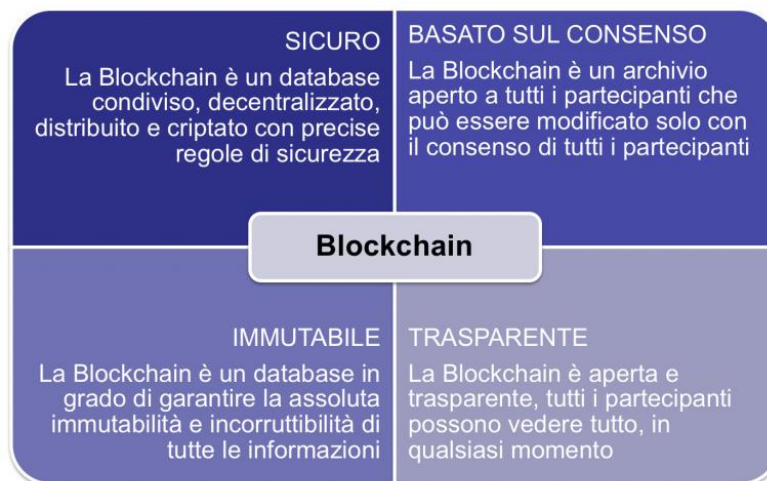 SICURO
La Blockchain è un database
condiviso, decentralizzato,
distribuito e criptato con precise
regole di sicurezza
BASATO SUL CONSENSO
La Blockchain è un archivio
aperto a tutti i partecipanti che
può essere modificato solo con
il consenso di tutti i partecipanti
Blockchain
IMMUTABILE
La Blockchain è un database in
grado di garantire la assoluta
immutabilità e incorruttibilità di
tutte le informazioni
TRASPARENTE
La Blockchain è aperta e
trasparente, tutti i partecipanti
possono vedere tutto, in
qualsiasi momento